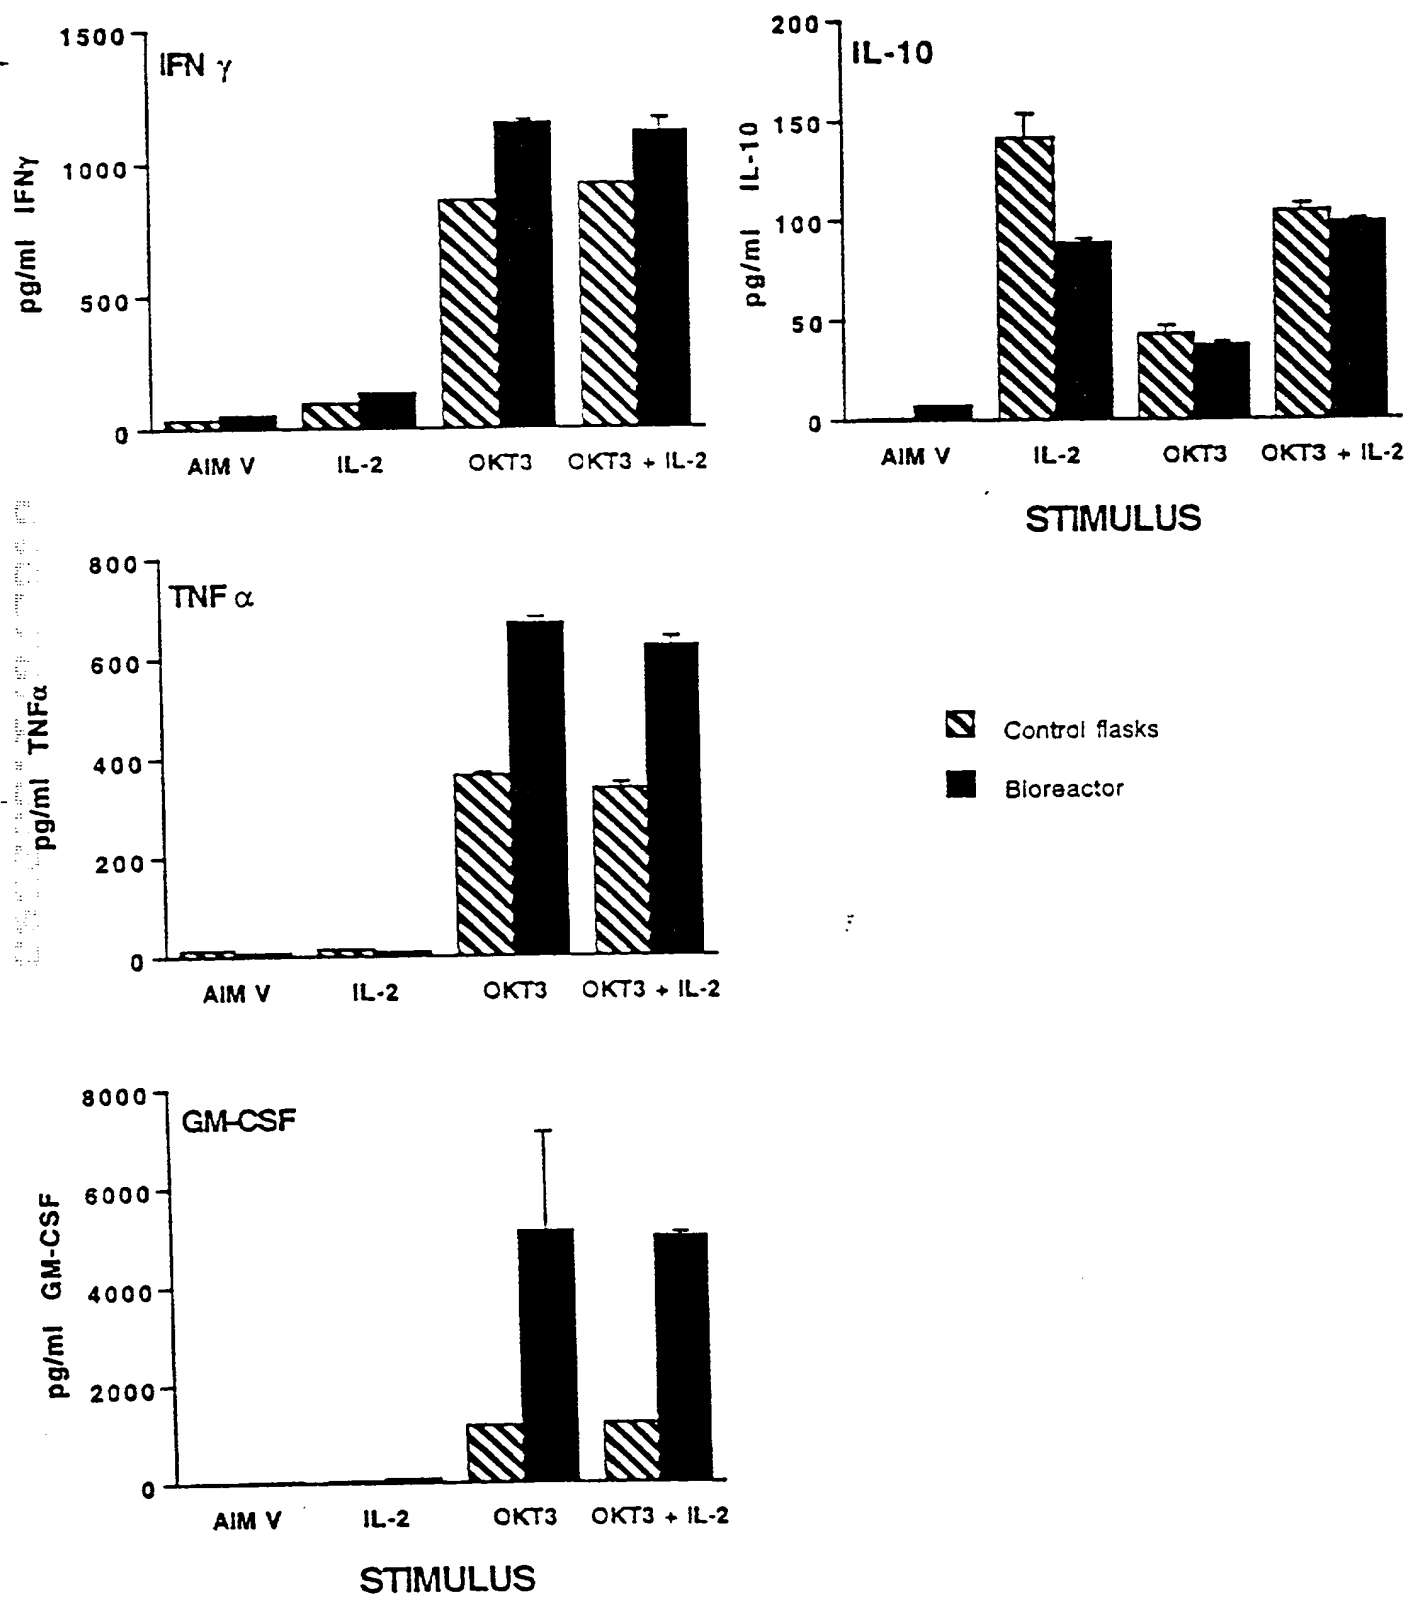 IFN γ
pg/ml IFNγ
1500
1000
500
0
AIM V IL-2 OKT3 OKT3 + IL-2
IL-10
pg/ml IL-10
200
150
100
50
0
AIM V IL-2 OKT3 OKT3 + IL-2
STIMULUS
TNF α
pg/ml TNFα
800
600
400
200
0
AIM V IL-2 OKT3 OKT3 + IL-2
Control flasks
Bioreactor
GM-CSF
pg/ml GM-CSF
8000
6000
4000
2000
0
AIM V IL-2 OKT3 OKT3 + IL-2
STIMULUS